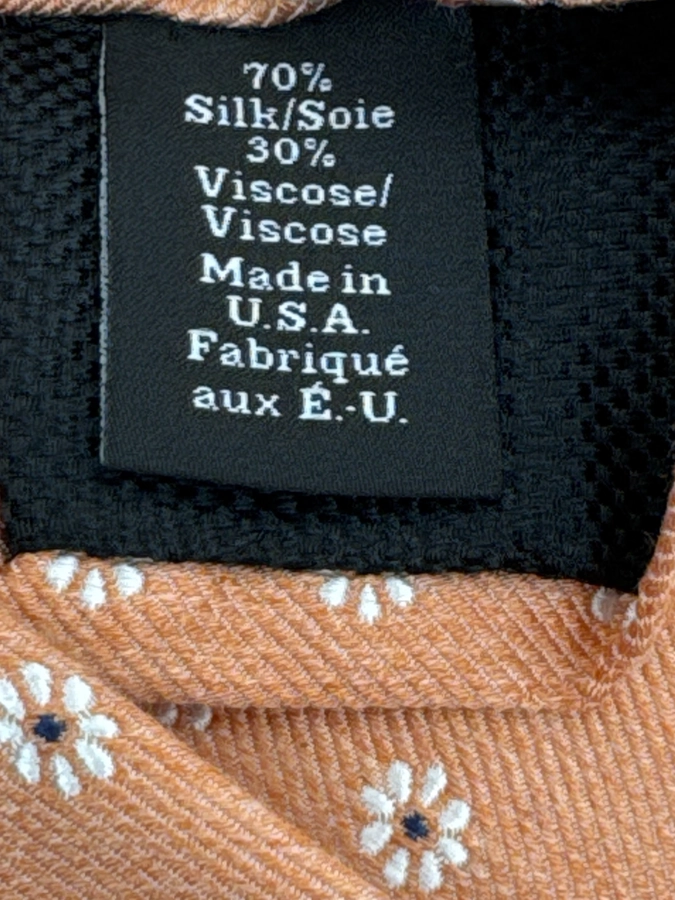 70%
Silk/Soie
30%
Viscose/
Viscose
Made in
U.S.A.
Fabriqué
aux É.-U.